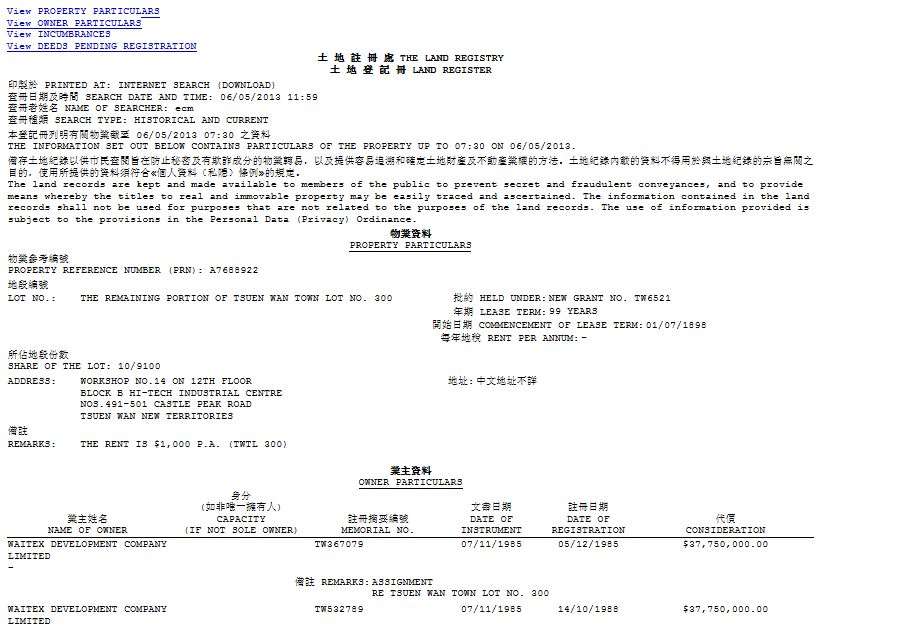 View PROPERTY PARTICULARS
View OWNER PARTICULARS
View INCUMBRANCES
View DEEDS PENDING REGISTRATION
土 地 註 冊 處 THE LAND REGISTRY
土 地 登 記 冊 LAND REGISTER
印製於 PRINTED AT: INTERNET SEARCH (DOWNLOAD)
查冊日期及時間 SEARCH DATE AND TIME: 06/05/2013 11:59
查冊者姓名 NAME OF SEARCHER: ecm
查冊種類 SEARCH TYPE: HISTORICAL AND CURRENT
本登記冊列明有關物業截至 06/05/2013 07:30 之資料
THE INFORMATION SET OUT BELOW CONTAINS PARTICULARS OF THE PROPERTY UP TO 07:30 ON 06/05/2013.
備存土地紀錄以供市民查閱旨在防止秘密及有欺詐成分的物業轉易，以及提供容易追溯和確定土地財產及不動產業權的方法。土地紀錄內載的資料不得用於與土地紀錄的宗旨無關之
目的。使用所提供的資料須符合«個人資料（私隱）條例»的規定。
The land records are kept and made available to members of the public to prevent secret and fraudulent conveyances, and to provide
means whereby the titles to real and immovable property may be easily traced and ascertained. The information contained in the land
records shall not be used for purposes that are not related to the purposes of the land records. The use of information provided is
subject to the provisions in the Personal Data (Privacy) Ordinance.
物業資料
PROPERTY PARTICULARS
物業參考編號
PROPERTY REFERENCE NUMBER (PRN): A7688922
地段編號
LOT NO.: THE REMAINING PORTION OF TSUEN WAN TOWN LOT NO. 300
批約 HELD UNDER: NEW GRANT NO. TW6521
年期 LEASE TERM: 99 YEARS
開始日期 COMMENCEMENT OF LEASE TERM: 01/07/1898
每年地稅 RENT PER ANNUM: -
所佔地段份數
SHARE OF THE LOT: 10/9100
ADDRESS: WORKSHOP NO.14 ON 12TH FLOOR 地址: 中文地址不詳
BLOCK B HI-TECH INDUSTRIAL CENTRE
NOS.491-501 CASTLE PEAK ROAD
TSUEN WAN NEW TERRITORIES
備註
REMARKS: THE RENT IS $1,000 P.A. (TWTL 300)
業主資料
OWNER PARTICULARS
身分
(如非唯一擁有人) 文書日期 註冊日期
業主姓名 CAPACITY 註冊摘要編號 DATE OF DATE OF 代價
NAME OF OWNER (IF NOT SOLE OWNER) MEMORIAL NO. INSTRUMENT REGISTRATION CONSIDERATION
WAITEX DEVELOPMENT COMPANY TW367079 07/11/1985 05/12/1985 $37,750,000.00
LIMITED
-
備註 REMARKS: ASSIGNMENT
RE TSUEN WAN TOWN LOT NO. 300
WAITEX DEVELOPMENT COMPANY TW532789 07/11/1985 14/10/1988 $37,750,000.00
LIMITED